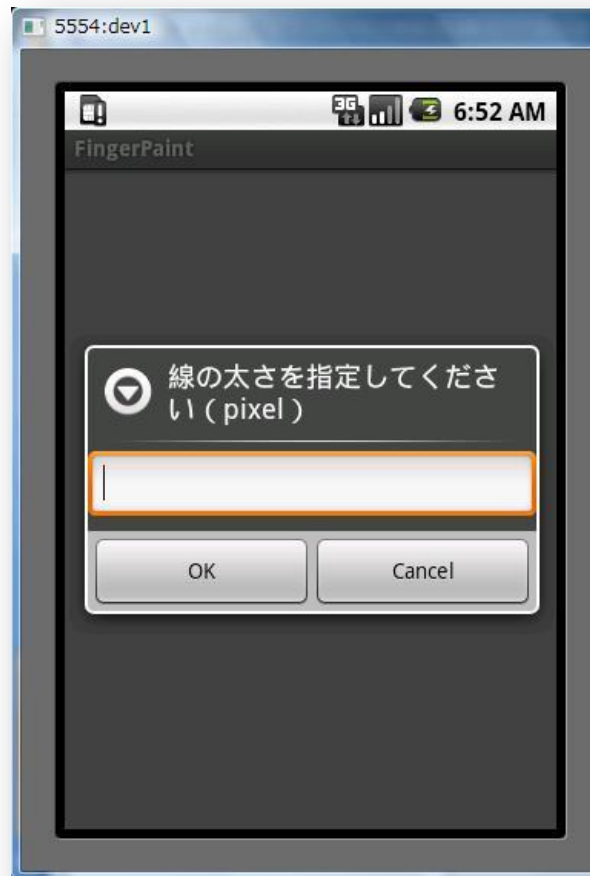 5554:dev1
3G 6:52 AM
FingerPaint
線の太さを指定してくださ
い ( pixel )
OK
Cancel